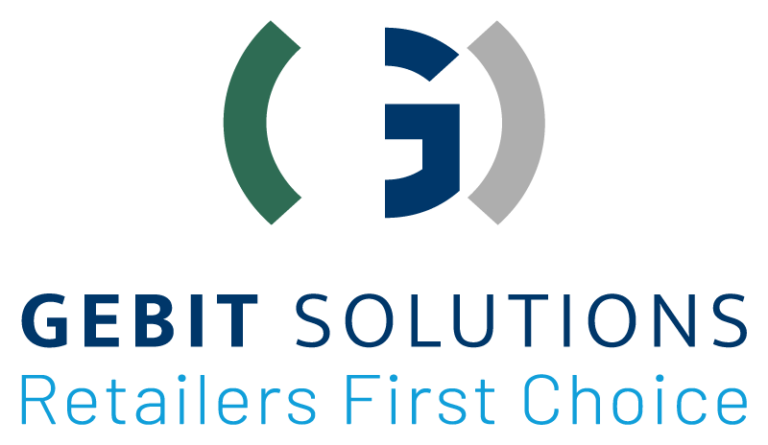 G
GEBIT SOLUTIONS
Retailers First Choice